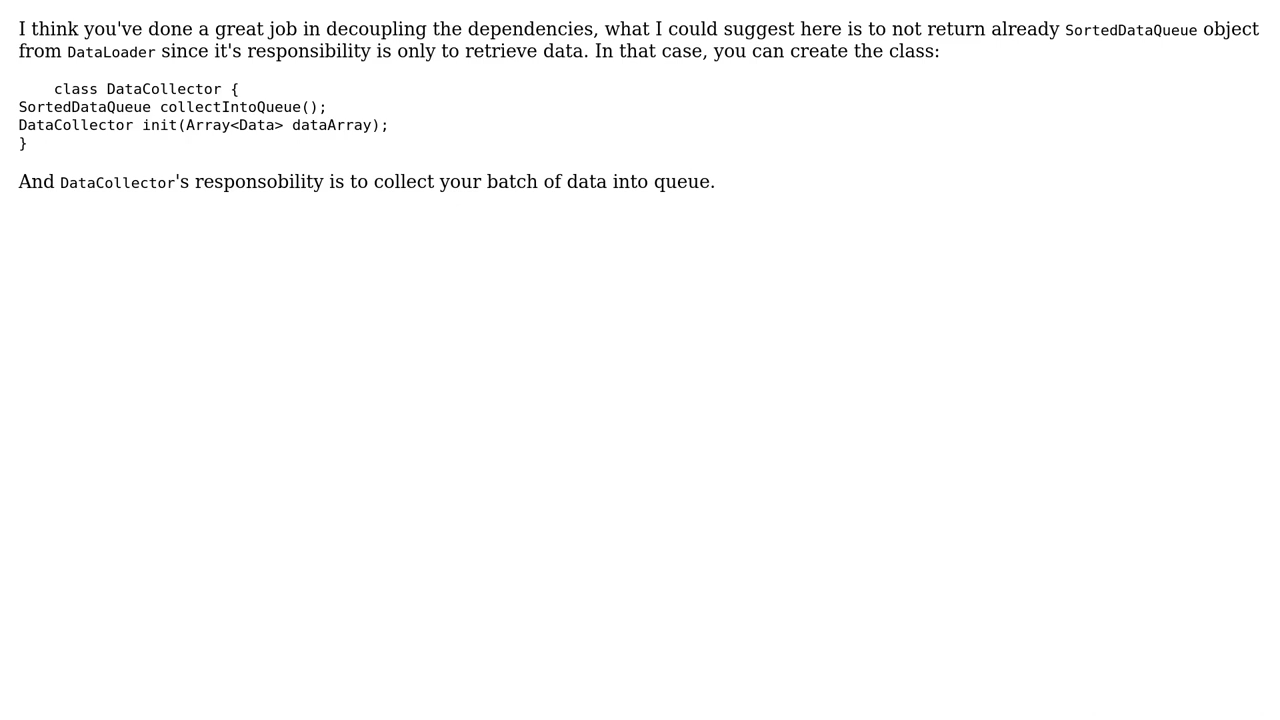 I think you've done a great job in decoupling the dependencies, what I could suggest here is to not return already SortedDataQueue object
from DataLoader since it's responsibility is only to retrieve data. In that case, you can create the class:
    class DataCollector {
SortedDataQueue collectIntoQueue();
DataCollector init(Array<Data> dataArray);
}
And DataCollector's responsobility is to collect your batch of data into queue.